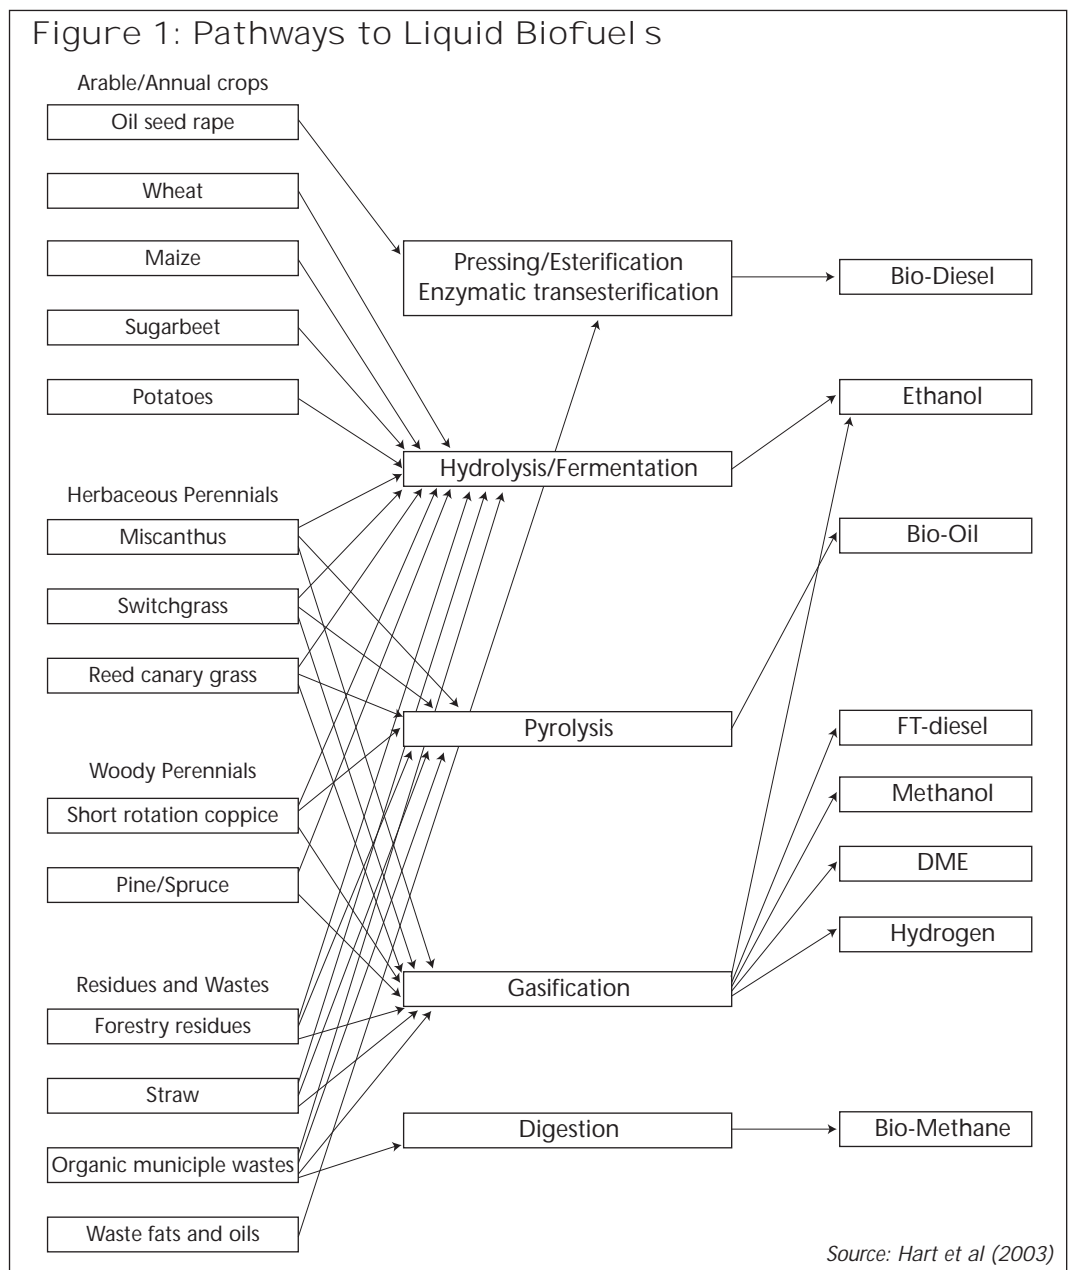 Figure 1: Pathways to Liquid Biofuels
Arable/Annual crops
Oil seed rape
Wheat
Maize
Sugarbeet
Potatoes
Herbaceous Perennials
Miscanthus
Switchgrass
Reed canary grass
Woody Perennials
Short rotation coppice
Pine/Spruce
Residues and Wastes
Forestry residues
Straw
Organic municiple wastes
Waste fats and oils
Pressing/Esterification
Enzymatic transesterification
Hydrolysis/Fermentation
Pyrolysis
Gasification
Digestion
Bio-Diesel
Ethanol
Bio-Oil
FT-diesel
Methanol
DME
Hydrogen
Bio-Methane
Source: Hart et al (2003)